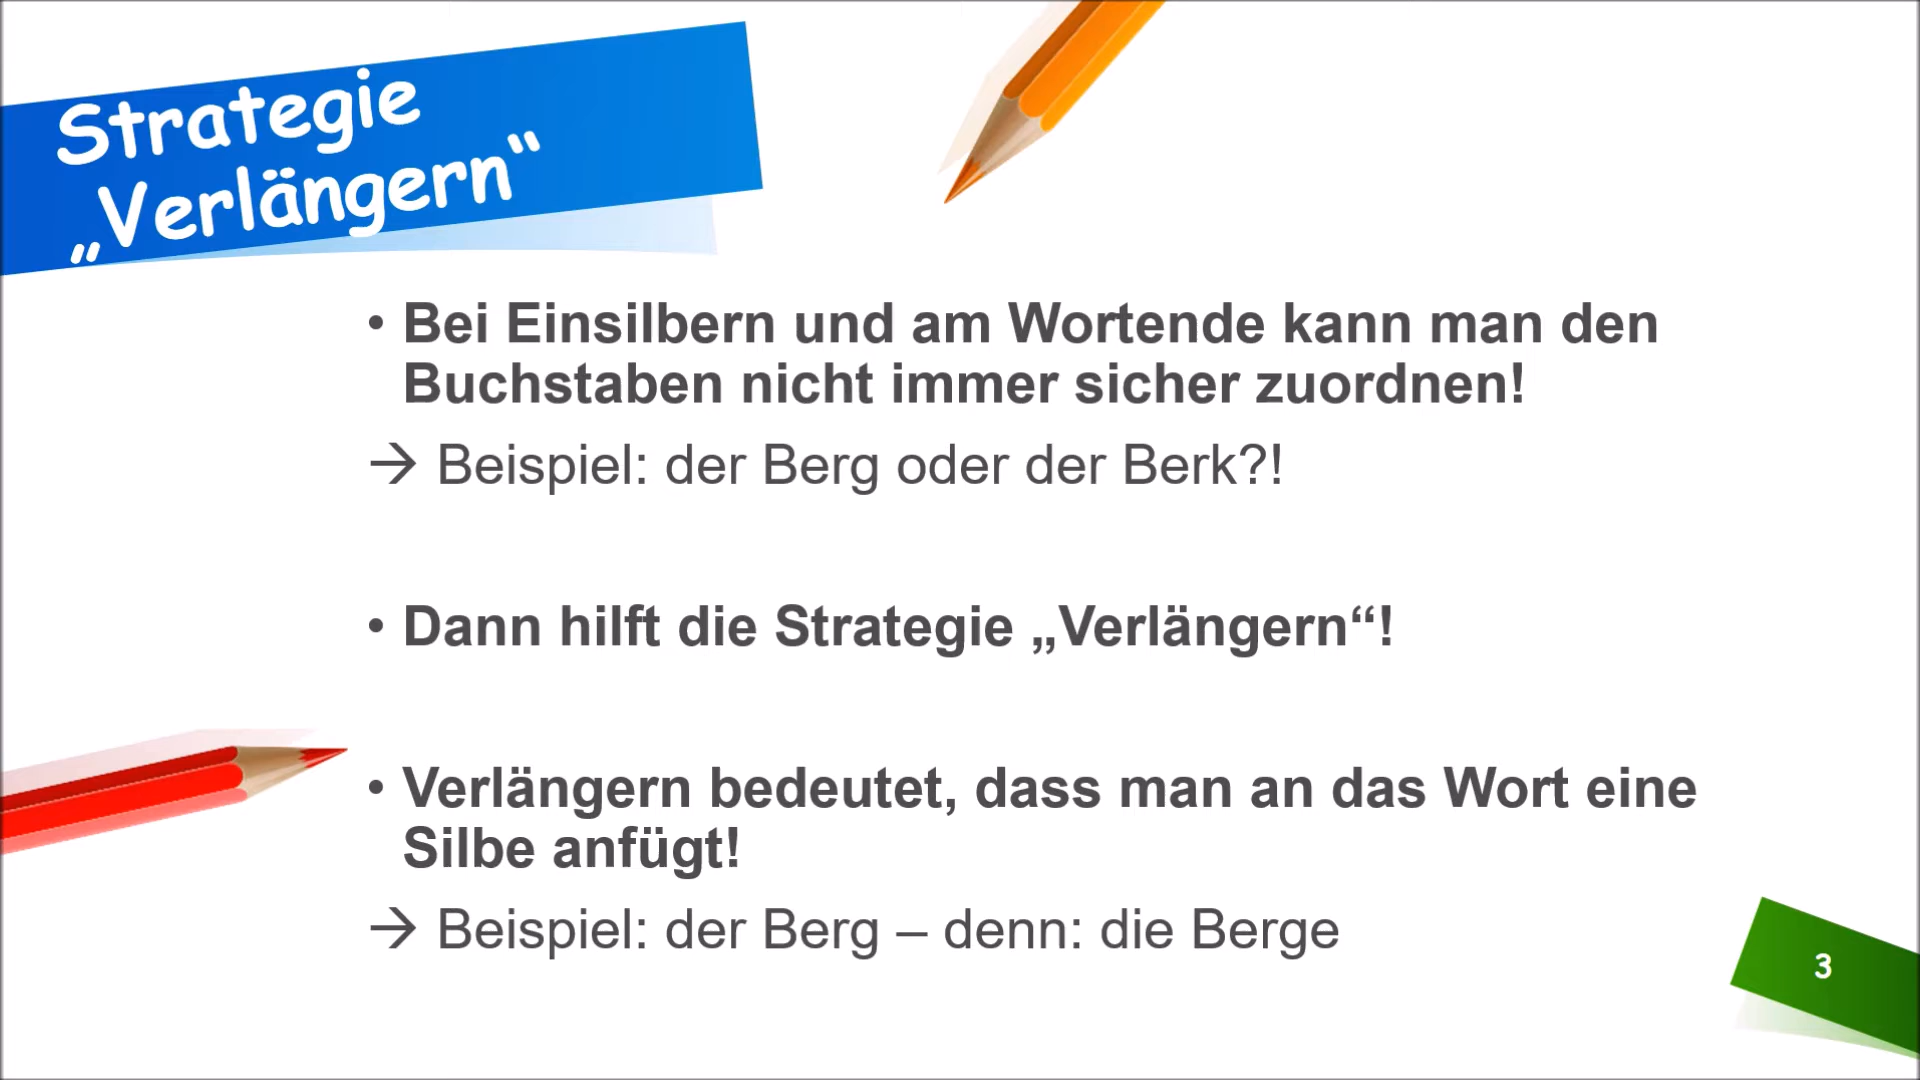 Strategie
„Verlängern“
• Bei Einsilbern und am Wortende kann man den
Buchstaben nicht immer sicher zuordnen!
→ Beispiel: der Berg oder der Berk?!
• Dann hilft die Strategie „Verlängern“!
• Verlängern bedeutet, dass man an das Wort eine
Silbe anfügt!
→ Beispiel: der Berg – denn: die Berge
3